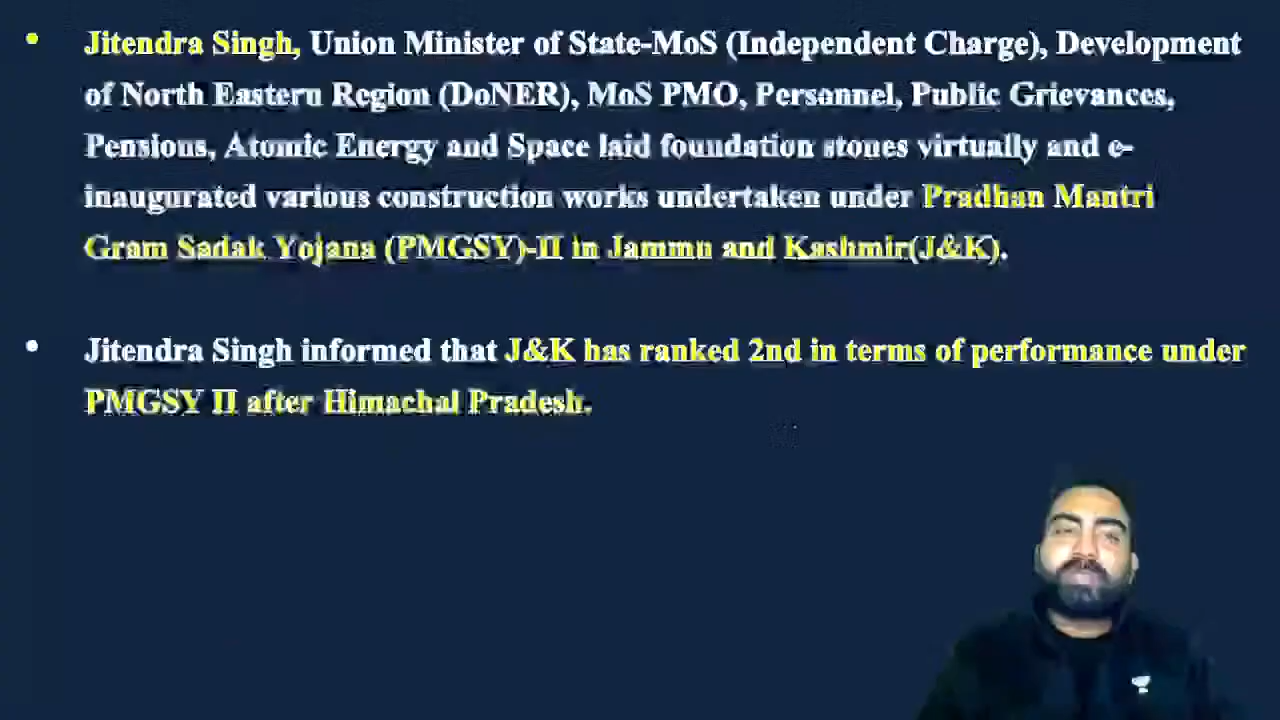 Jitendra Singh, Union Minister of State-MoS (Independent Charge), Development
of North Eastern Region (DoNER), MoS PMO, Personnel, Public Grievances,
Pensions, Atomic Energy and Space laid foundation stones virtually and e-
inaugurated various construction works undertaken under Pradhan Mantri
Gram Sadak Yojana (PMGSY)-II in Jammu and Kashmir(J&K).
Jitendra Singh informed that J&K has ranked 2nd in terms of performance under
PMGSY II after Himachal Pradesh.